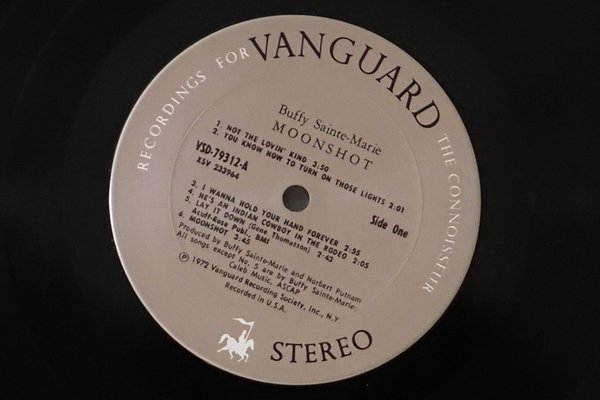 RECORDINGS FOR VANGUARD THE CONNOISSEUR
Buffy Sainte-Marie
MOONSHOT
1. NOT THE LOVIN' KIND 3:50
2. YOU KNOW HOW TO TURN ON THOSE LIGHTS 2:01
VSD-79312-A
XSV 233964
Side One
3. I WANNA HOLD YOUR HAND FOREVER 2:55
4. HE'S AN INDIAN COWBOY IN THE RODEO 2:05
5. LAY IT DOWN (Gene Thomasson) 2:43
Acuff-Rose Publ, BMI
6. MOONSHOT 3:45
Produced by Buffy Sainte-Marie and Norbert Putnam
All songs except No. 5 are by Buffy Sainte-Marie;
Caleb Music, ASCAP
Ⓟ 1972 Vanguard Recording Society, Inc., N.Y.
Recorded in U.S.A.
STEREO